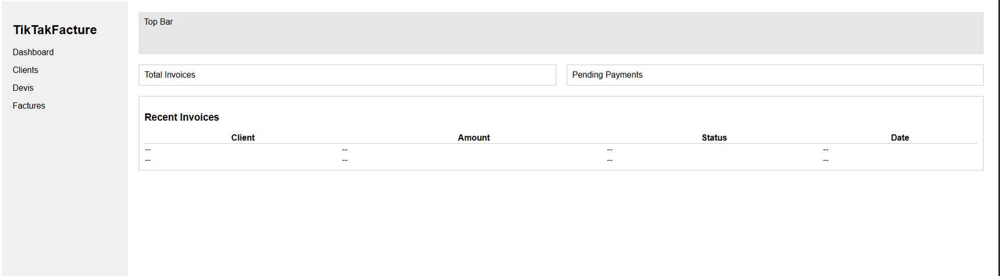 TikTakFacture
Dashboard
Clients
Devis
Factures
Top Bar
Total Invoices
Pending Payments
Recent Invoices
Client Amount Status Date
-- -- -- --
-- -- -- --